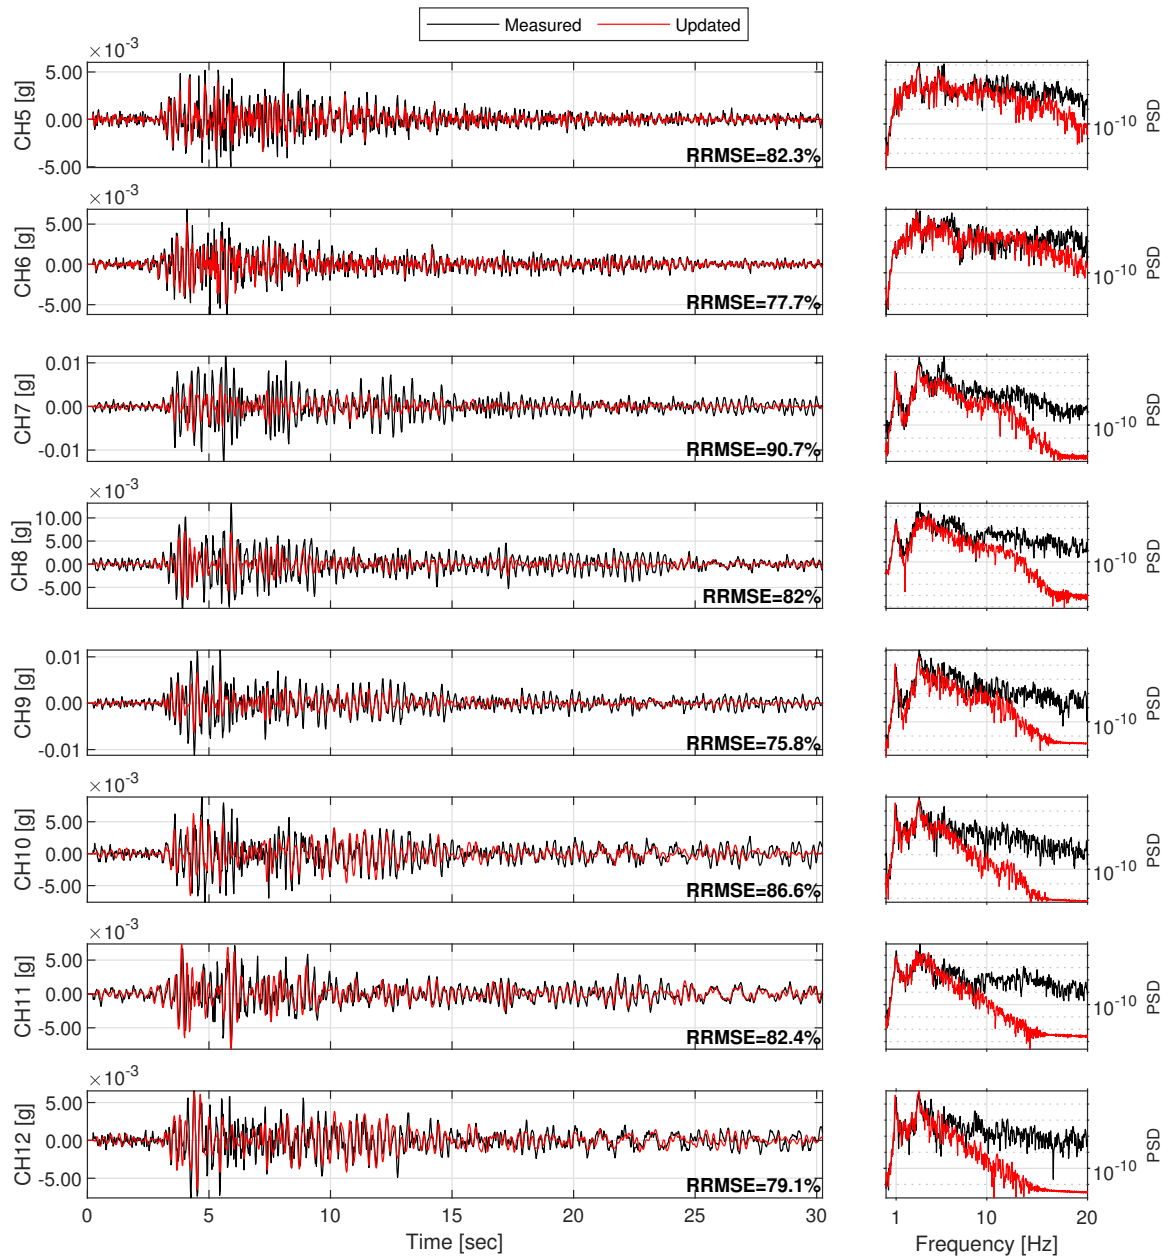 Measured Updated
×10-3
5.00
0.00
-5.00
CH5 [g]
RRMSE=82.3%
10-10
PSD
×10-3
5.00
0.00
-5.00
CH6 [g]
RRMSE=77.7%
10-10
PSD
0.01
0.00
-0.01
CH7 [g]
RRMSE=90.7%
10-10
PSD
×10-3
10.00
5.00
0.00
-5.00
CH8 [g]
RRMSE=82%
10-10
PSD
0.01
0.00
-0.01
CH9 [g]
RRMSE=75.8%
10-10
PSD
×10-3
5.00
0.00
-5.00
CH10 [g]
RRMSE=86.6%
10-10
PSD
×10-3
5.00
0.00
-5.00
CH11 [g]
RRMSE=82.4%
10-10
PSD
×10-3
5.00
0.00
-5.00
CH12 [g]
RRMSE=79.1%
10-10
PSD
0 5 10 15 20 25 30 1 10 20
Time [sec] Frequency [Hz]